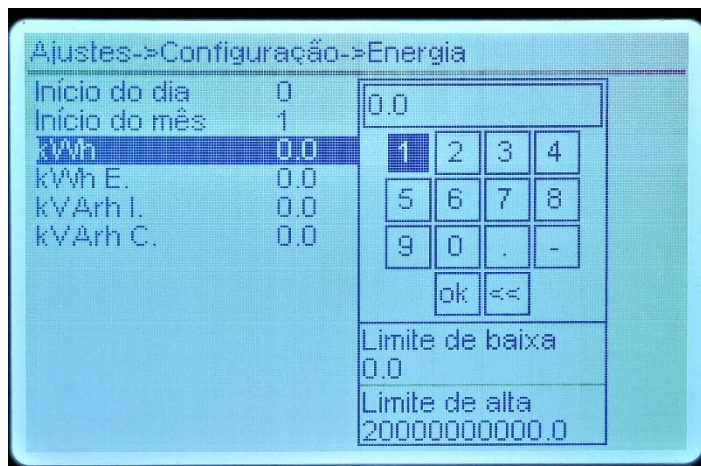 Ajustes->Configuração->Energia
Início do dia 0
Início do mês 1
kWh 0.0
kWh E. 0.0
kVArh I. 0.0
kVArh C. 0.0
0.0
1 2 3 4
5 6 7 8
9 0 . -
ok <<
Limite de baixa
0.0
Limite de alta
20000000000.0